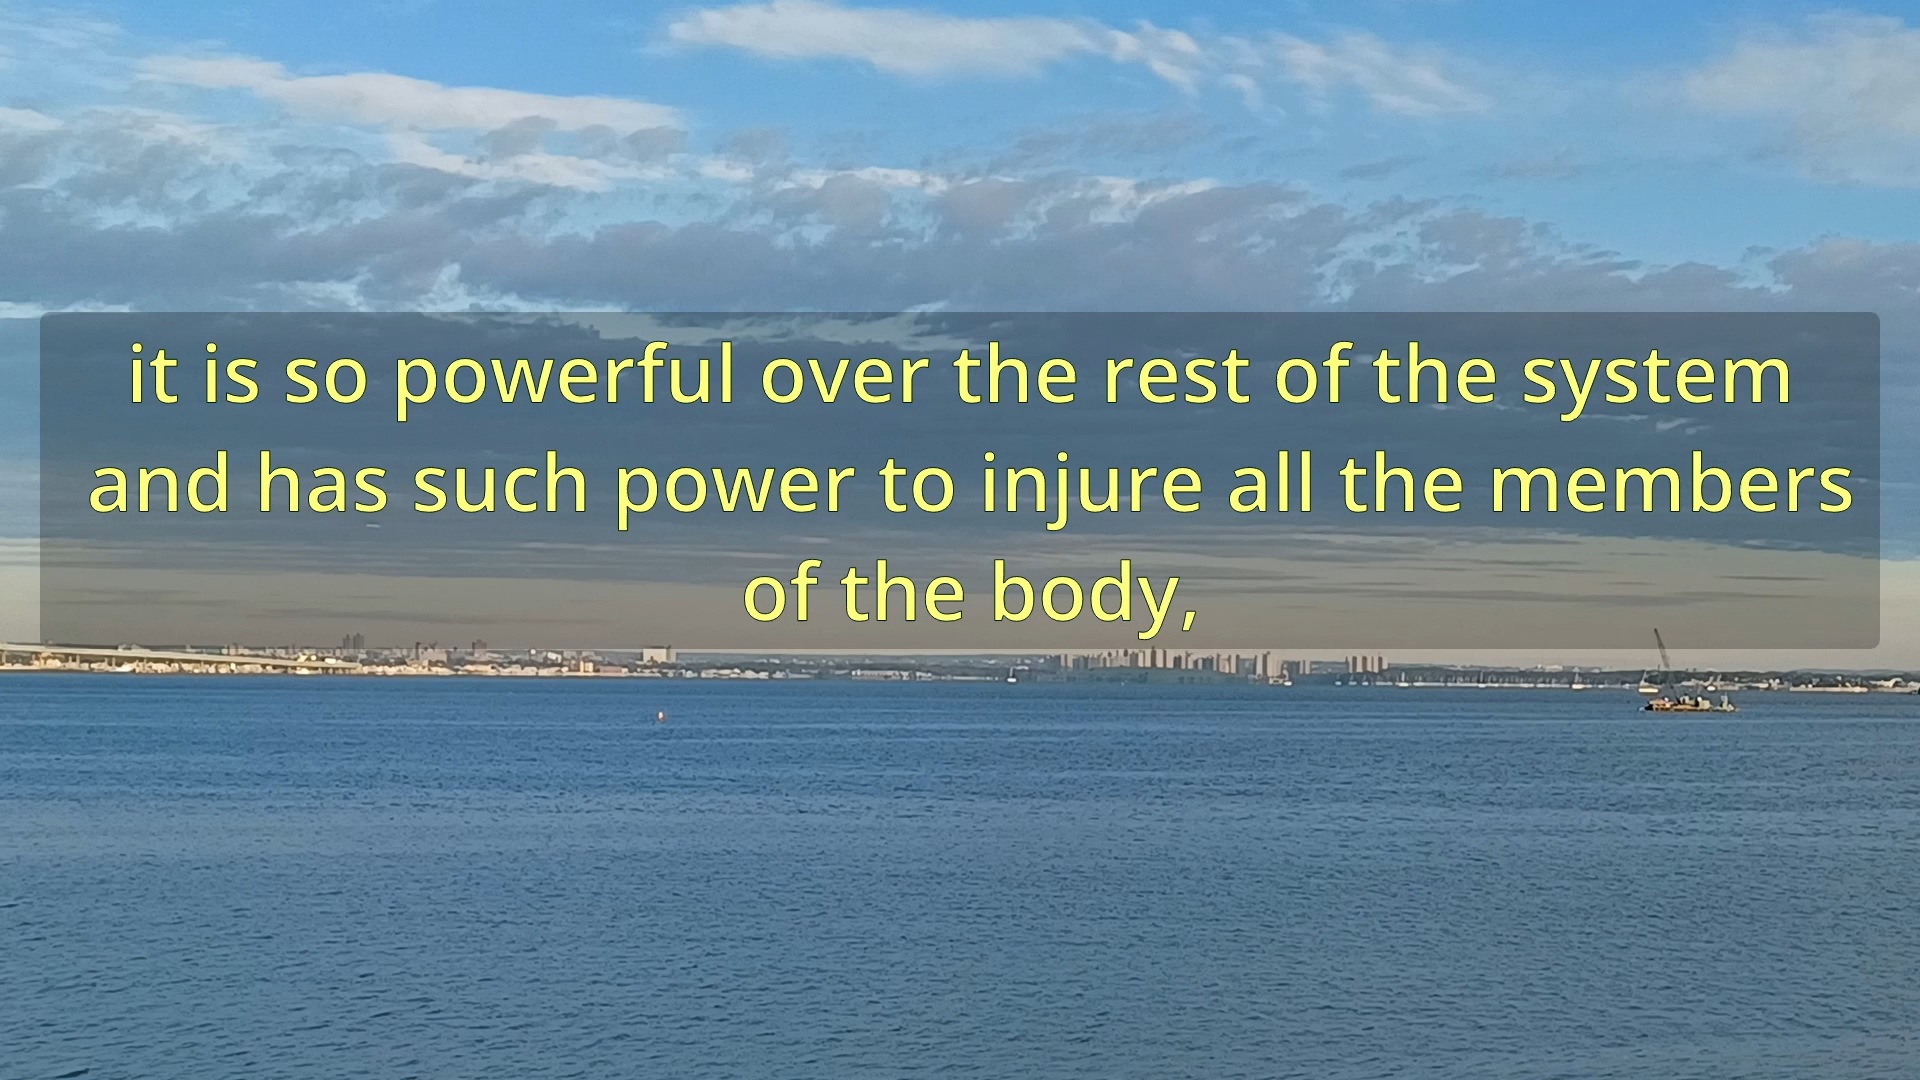 it is so powerful over the rest of the system
and has such power to injure all the members
of the body,